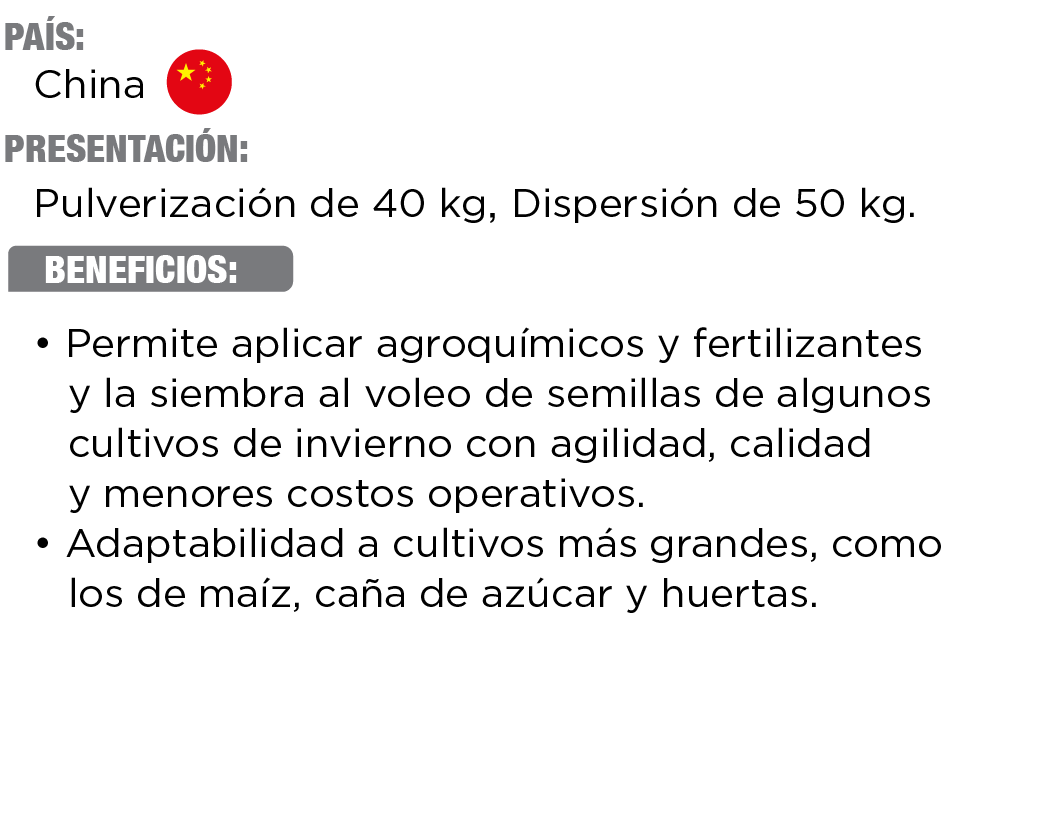 PAÍS:
China
PRESENTACIÓN:
Pulverización de 40 kg, Dispersión de 50 kg.
BENEFICIOS:
• Permite aplicar agroquímicos y fertilizantes
y la siembra al voleo de semillas de algunos
cultivos de invierno con agilidad, calidad
y menores costos operativos.
• Adaptabilidad a cultivos más grandes, como
los de maíz, caña de azúcar y huertas.